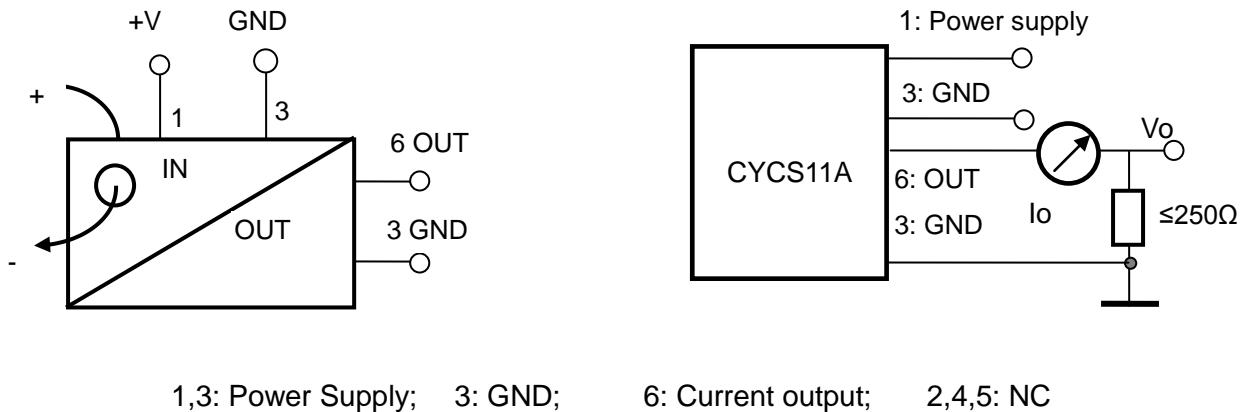 +V
GND
+
1
3
IN
6 OUT
OUT
3 GND
-
1: Power supply
3: GND
Vo
CYCS11A
6: OUT
Io
≤250Ω
3: GND
1,3: Power Supply; 3: GND; 6: Current output; 2,4,5: NC